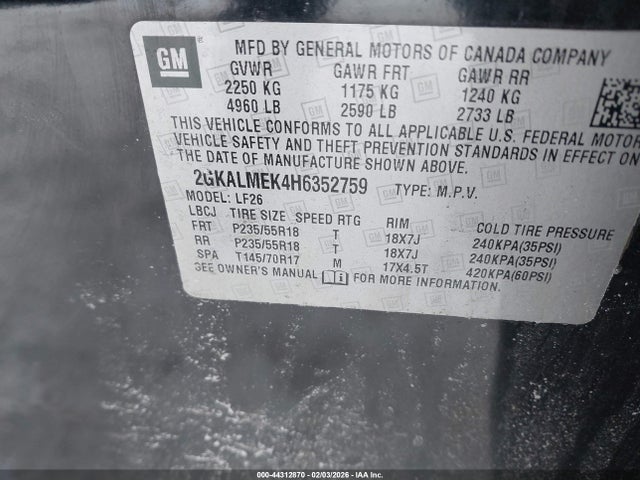 GM
MFD BY GENERAL MOTORS OF CANADA COMPANY
GVWR GAWR FRT GAWR RR
2250 KG 1175 KG 1240 KG
4960 LB 2590 LB 2733 LB
THIS VEHICLE CONFORMS TO ALL APPLICABLE U.S. FEDERAL MOTOR
VEHICLE SAFETY AND THEFT PREVENTION STANDARDS IN EFFECT ON
THE DATE OF MANUFACTURE SHOWN ABOVE.
2GKALMEK4H6352759 TYPE: M.P.V.
MODEL: LF26
LBCJ TIRE SIZE SPEED RTG RIM COLD TIRE PRESSURE
FRT P235/55R18 T 18X7J 240KPA(35PSI)
RR P235/55R18 T 18X7J 240KPA(35PSI)
SPA T145/70R17 M 17X4.5T 420KPA(60PSI)
SEE OWNER'S MANUAL FOR MORE INFORMATION.
000-44312870 - 02/03/2026 - IAAI.COM